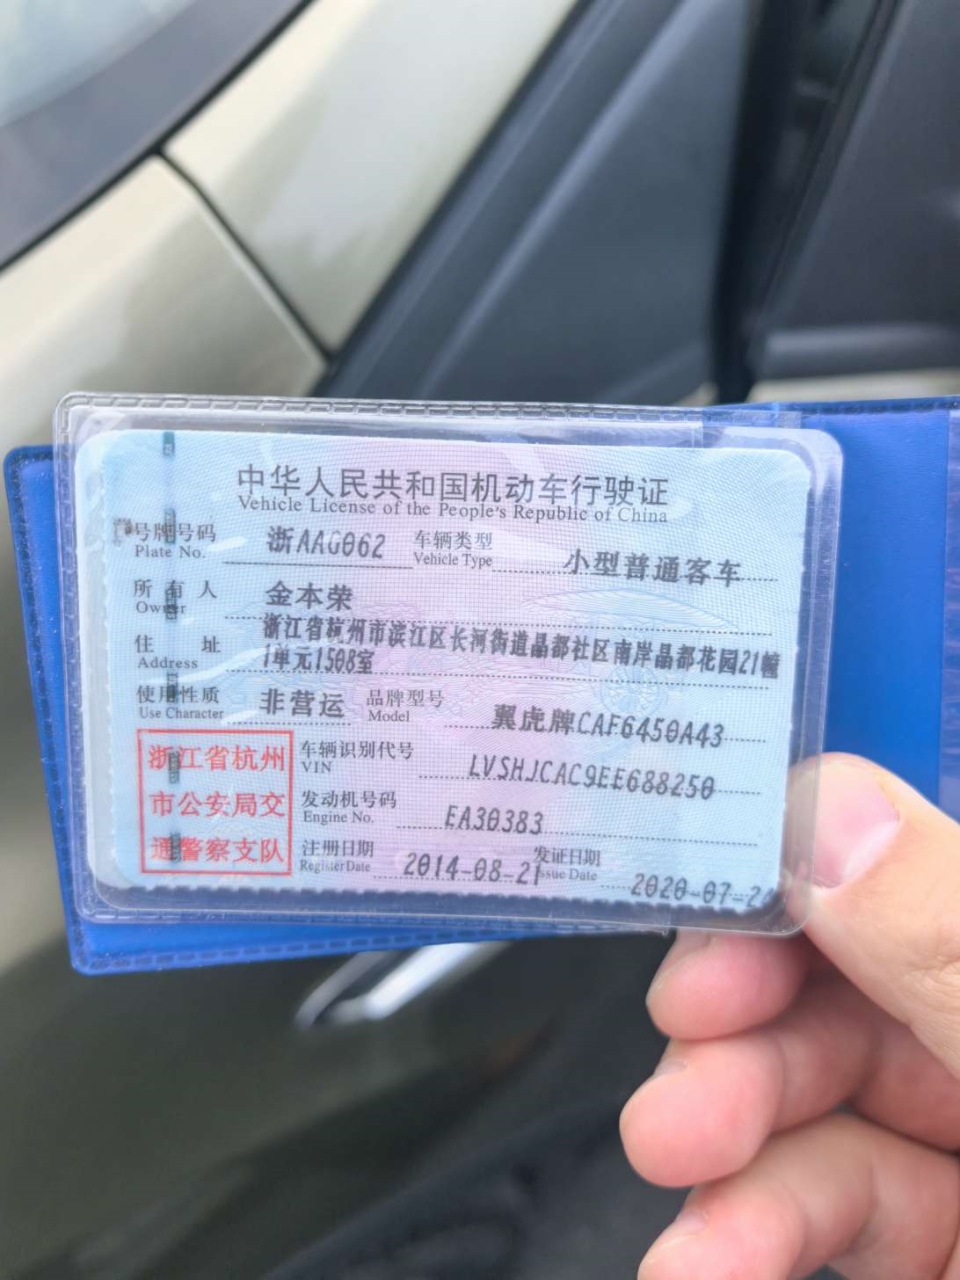 中华人民共和国机动车行驶证
Vehicle License of the People's Republic of China
号牌号码 浙AAG062 车辆类型 小型普通客车
Plate No. Vehicle Type
所有人 金本荣
Owner
住址 浙江省杭州市滨江区长河街道晶都社区南岸晶都花园21幢
Address 1单元1508室
使用性质 非营运 品牌型号 翼虎牌CAF6450A43
Use Character Model
浙江省杭州
市公安局交
通警察支队
车辆识别代号 LVSHJCAC9EE688250
VIN
发动机号码 EA30383
Engine No.
注册日期 2014-08-21 发证日期 2020-07-2
Register Date Issue Date